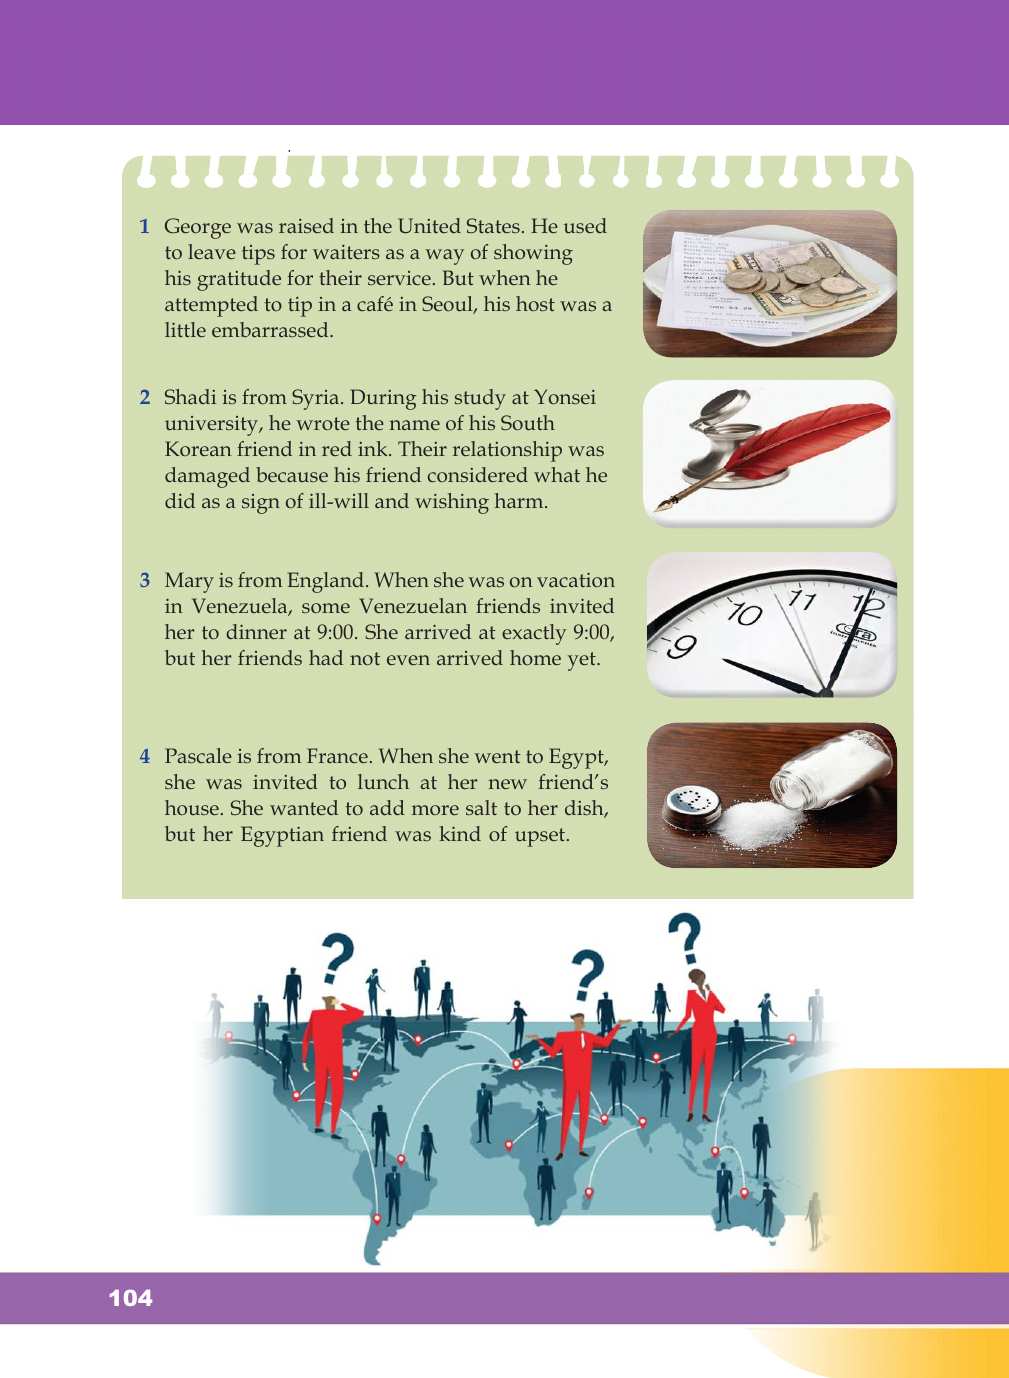 1 George was raised in the United States. He used
to leave tips for waiters as a way of showing
his gratitude for their service. But when he
attempted to tip in a café in Seoul, his host was a
little embarrassed.
2 Shadi is from Syria. During his study at Yonsei
university, he wrote the name of his South
Korean friend in red ink. Their relationship was
damaged because his friend considered what he
did as a sign of ill-will and wishing harm.
3 Mary is from England. When she was on vacation
in Venezuela, some Venezuelan friends invited
her to dinner at 9:00. She arrived at exactly 9:00,
but her friends had not even arrived home yet.
9
10
11
12
4 Pascale is from France. When she went to Egypt,
she was invited to lunch at her new friend's
house. She wanted to add more salt to her dish,
but her Egyptian friend was kind of upset.
?
?
?
104